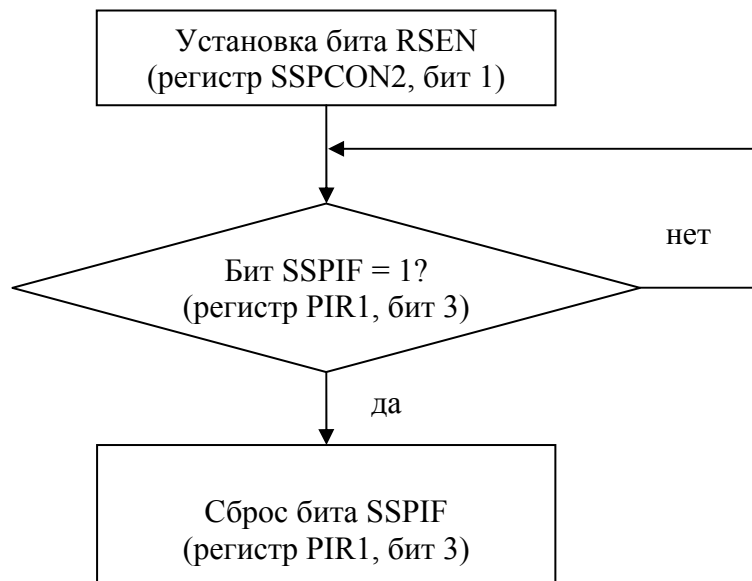 Установка бита RSEN
(регистр SSPCON2, бит 1)
нет
Бит SSPIF = 1?
(регистр PIR1, бит 3)
да
Сброс бита SSPIF
(регистр PIR1, бит 3)